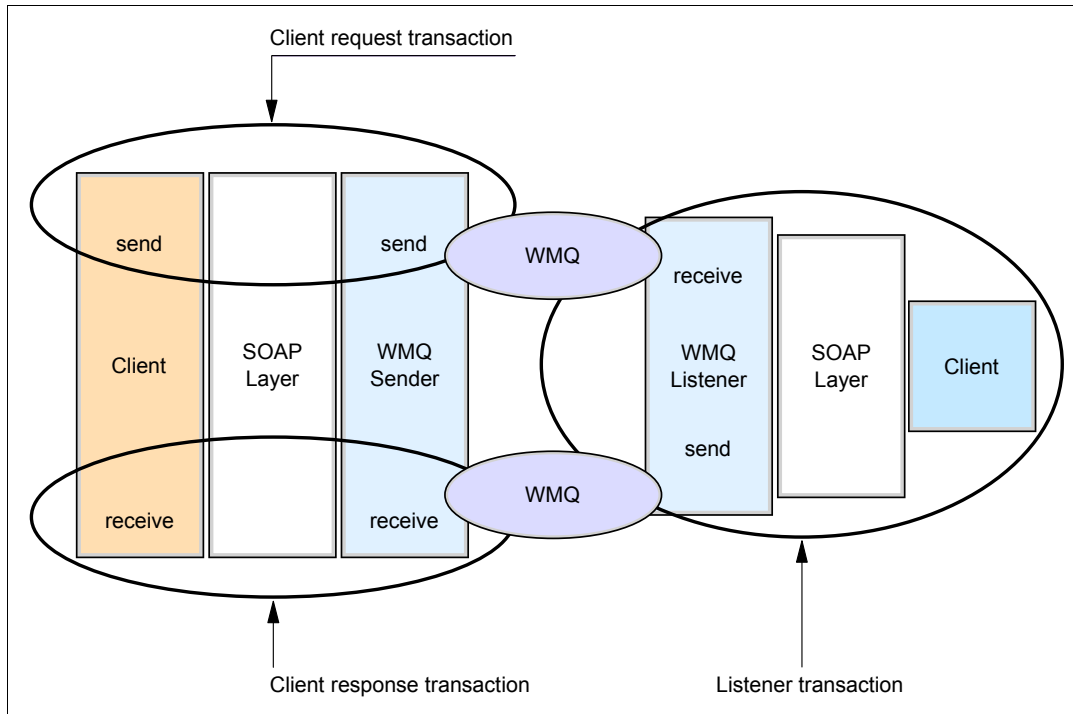 Client request transaction
send
send
WMQ
receive
Client
SOAP
Layer
WMQ
Sender
WMQ
Listener
SOAP
Layer
Client
send
WMQ
receive
receive
Client response transaction
Listener transaction